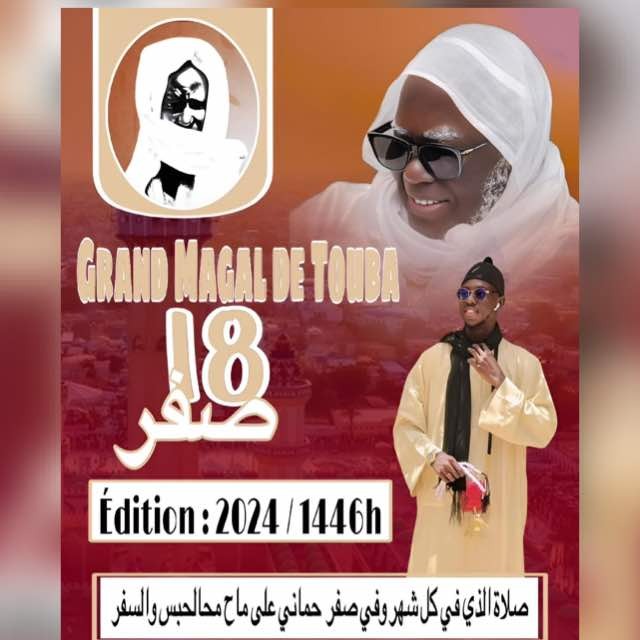 GRAND MAGAL DE TOUBA
18
صفر
Édition : 2024 / 1446h
صلاة الذي في كل شهر وفي صفر حماني على ماح محا الحبس والسفر